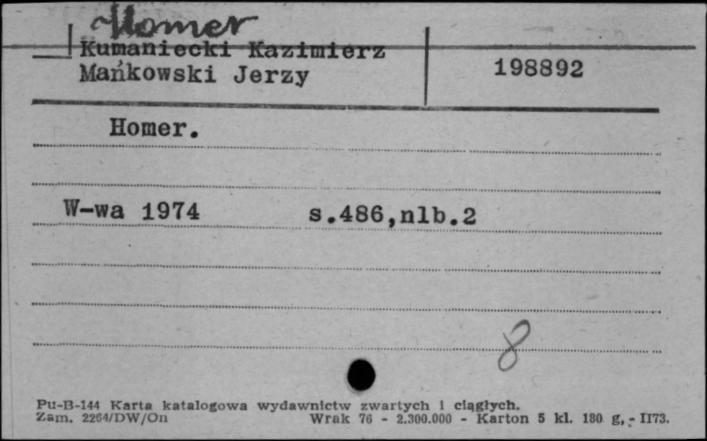 Homer
Kumaniecki Kazimierz
Mańkowski Jerzy 198892
Homer.
W-wa 1974 s.486,nlb.2
8
Pu-B-144 Karta katalogowa wydawnictw zwartych i ciągłych.
Zam. 2264/DW/On Wrak 76 - 2.300.000 - Karton 5 kl. 180 g, - II73.